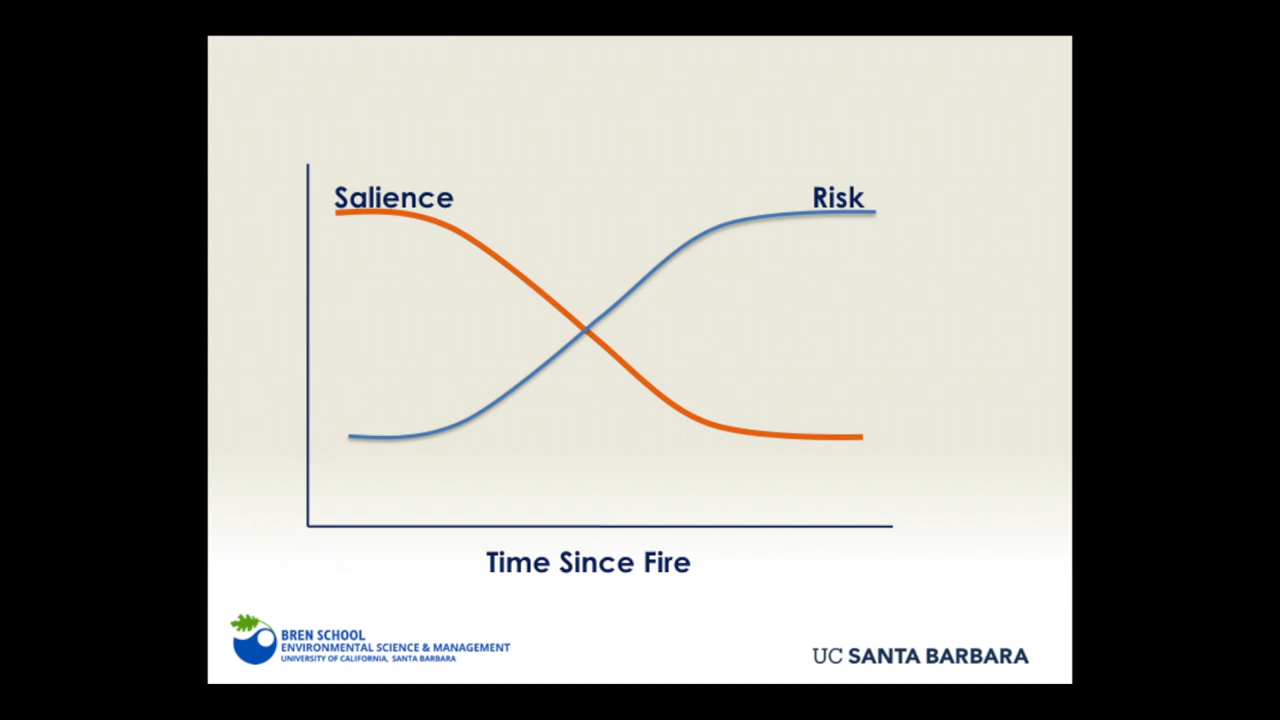 Salience
Risk
Time Since Fire
BREN SCHOOL
ENVIRONMENTAL SCIENCE & MANAGEMENT
UNIVERSITY OF CALIFORNIA, SANTA BARBARA
UC SANTA BARBARA